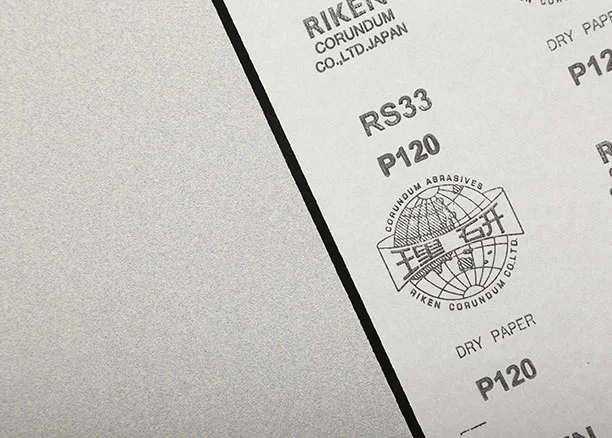 RIKEN
CORUNDUM
CO.,LTD.JAPAN
RS33
P120
CORUNDUM ABRASIVES
理研
RIKEN CORUNDUM CO.LTD.
DRY PAPER
P120
DRY PAPER